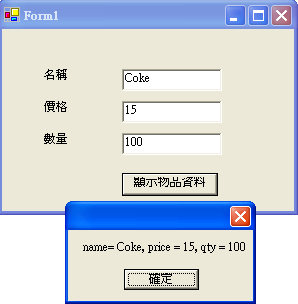 Form1
名稱
Coke
價格
15
數量
100
顯示物品資料
name= Coke, price = 15, qty = 100
確定